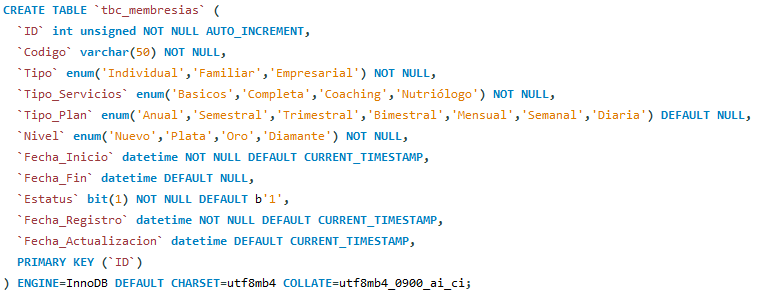 CREATE TABLE `tbc_membresias` (
`ID` int unsigned NOT NULL AUTO_INCREMENT,
`Codigo` varchar(50) NOT NULL,
`Tipo` enum('Individual','Familiar','Empresarial') NOT NULL,
`Tipo_Servicios` enum('Basicos','Completa','Coaching','Nutriólogo') NOT NULL,
`Tipo_Plan` enum('Anual','Semestral','Trimestral','Bimestral','Mensual','Semanal','Diaria') DEFAULT NULL,
`Nivel` enum('Nuevo','Plata','Oro','Diamante') NOT NULL,
`Fecha_Inicio` datetime NOT NULL DEFAULT CURRENT_TIMESTAMP,
`Fecha_Fin` datetime DEFAULT NULL,
`Estatus` bit(1) NOT NULL DEFAULT b'1',
`Fecha_Registro` datetime NOT NULL DEFAULT CURRENT_TIMESTAMP,
`Fecha_Actualizacion` datetime DEFAULT CURRENT_TIMESTAMP,
PRIMARY KEY (`ID`)
) ENGINE=InnoDB DEFAULT CHARSET=utf8mb4 COLLATE=utf8mb4_0900_ai_ci;